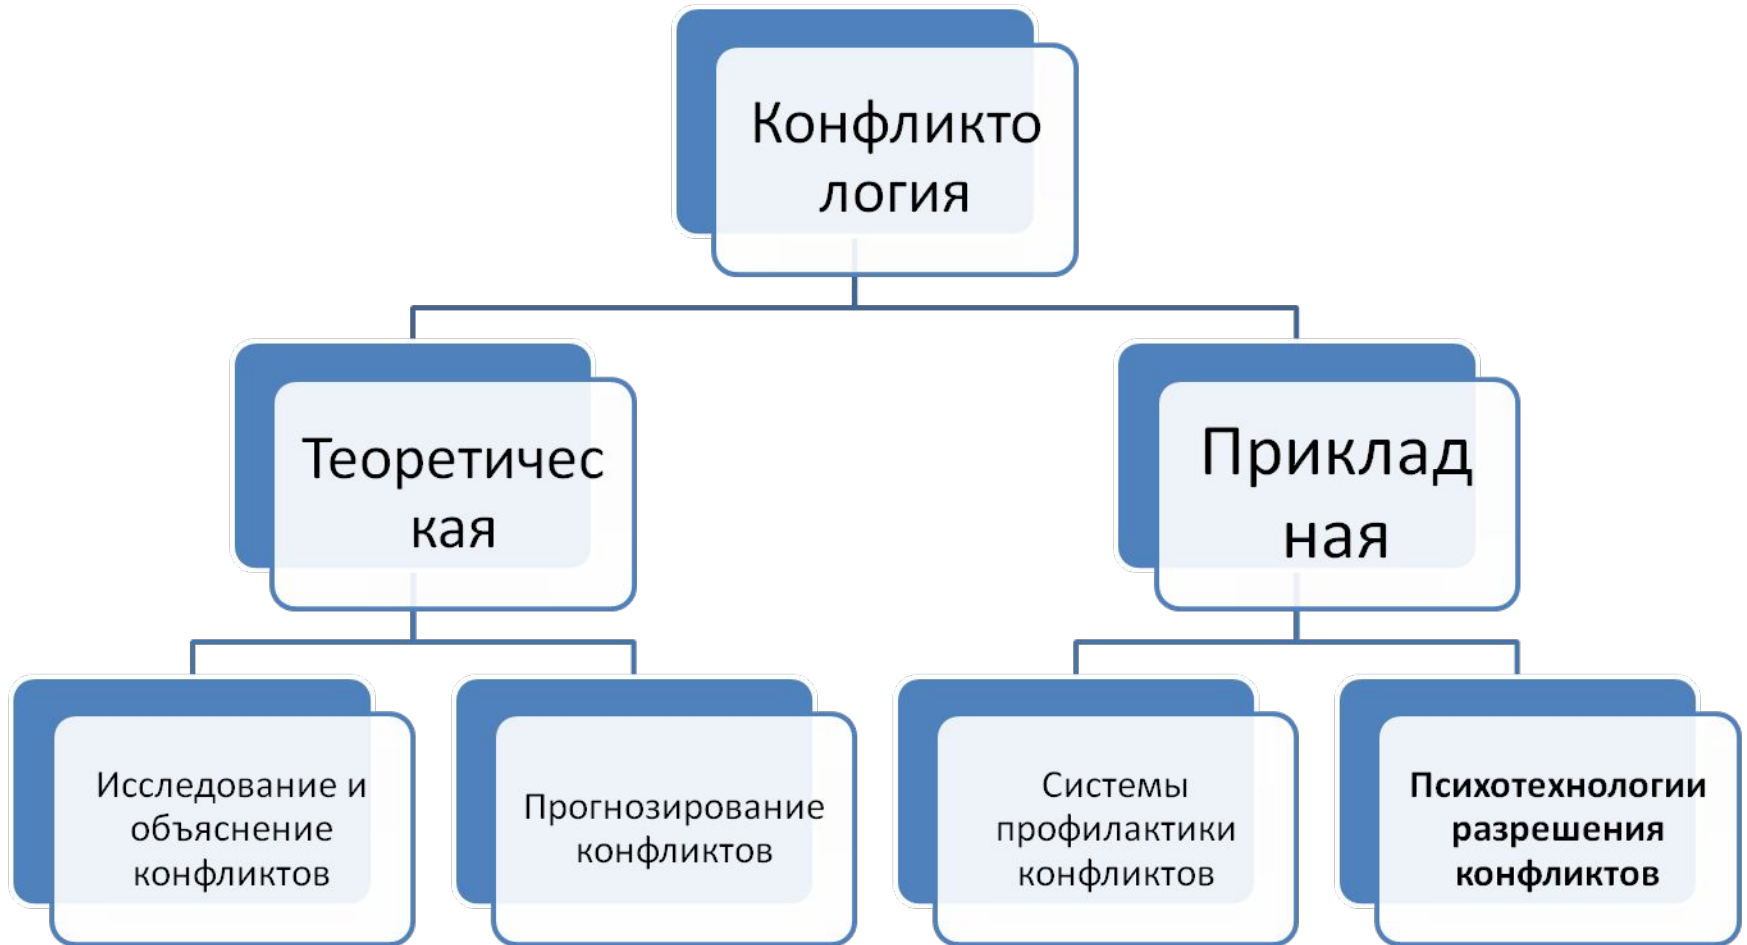 Конфликто
логия
Теоретичес
кая
Приклад
ная
Исследование и
объяснение
конфликтов
Прогнозирование
конфликтов
Системы
профилактики
конфликтов
Психотехнологии
разрешения
конфликтов